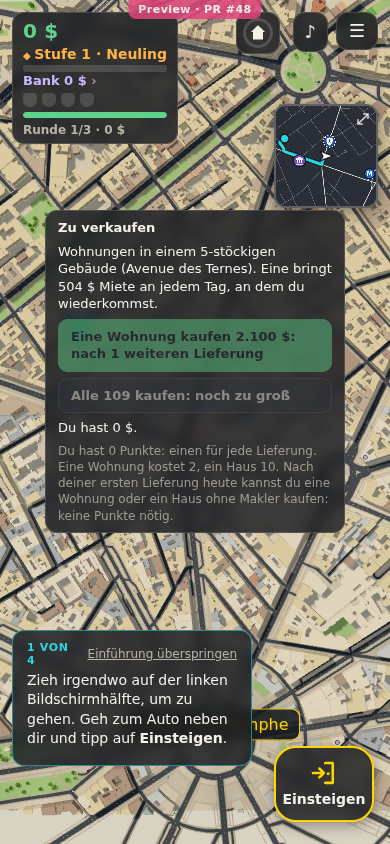 Preview · PR #48
0 $
Stufe 1 · Neuling
Bank 0 $ ›
Runde 1/3 · 0 $
M
Zu verkaufen
Wohnungen in einem 5-stöckigen
Gebäude (Avenue des Ternes). Eine bringt
504 $ Miete an jedem Tag, an dem du
wiederkommst.
Eine Wohnung kaufen 2.100 $:
nach 1 weiteren Lieferung
Alle 109 kaufen: noch zu groß
Du hast 0 $.
Du hast 0 Punkte: einen für jede Lieferung.
Eine Wohnung kostet 2, ein Haus 10. Nach
deiner ersten Lieferung heute kannst du eine
Wohnung oder ein Haus ohne Makler kaufen:
keine Punkte nötig.
1 VON
4
Einführung überspringen
Zieh irgendwo auf der linken
Bildschirmhälfte, um zu
gehen. Geh zum Auto neben
dir und tipp auf Einsteigen.
Einsteigen